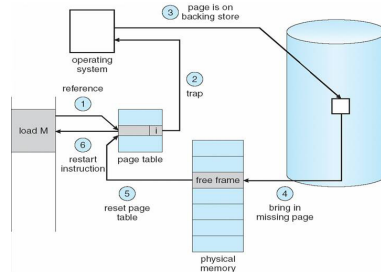 3
page is on
backing store
operating
system
2
trap
reference
1
load M
i
6
restart
instruction
page table
free frame
5
reset page
table
4
bring in
missing page
physical
memory